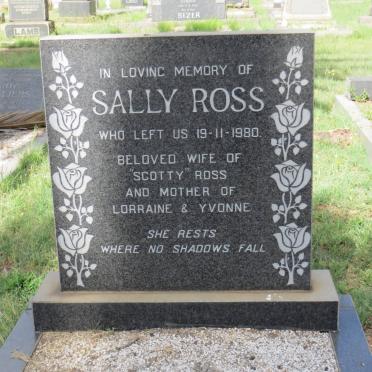 LAMB
BIZER
IN LOVING MEMORY OF
SALLY ROSS
WHO LEFT US 19-11-1980.
BELOVED WIFE OF
"SCOTTY" ROSS
AND MOTHER OF
LORRAINE & YVONNE
SHE RESTS
WHERE NO SHADOWS FALL